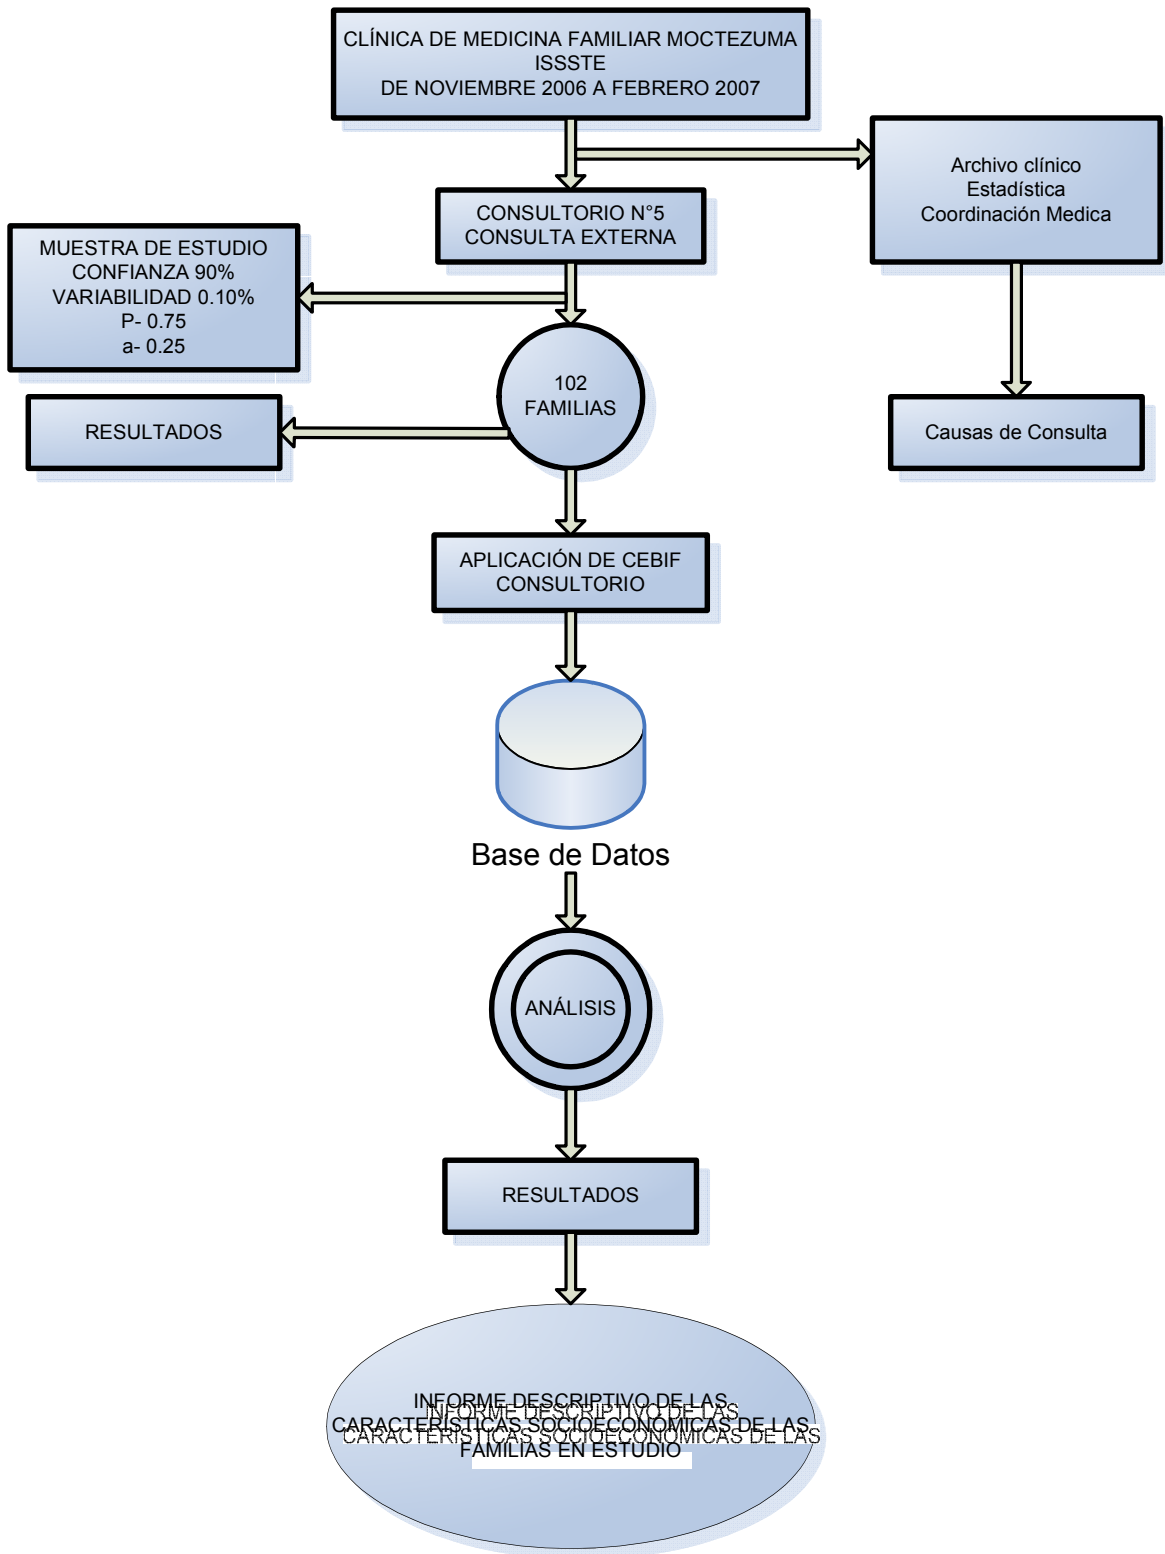 CLÍNICA DE MEDICINA FAMILIAR MOCTEZUMA
ISSSTE
DE NOVIEMBRE 2006 A FEBRERO 2007
Archivo clínico
Estadística
Coordinación Medica
CONSULTORIO N°5
CONSULTA EXTERNA
MUESTRA DE ESTUDIO
CONFIANZA 90%
VARIABILIDAD 0.10%
P- 0.75
a- 0.25
102
FAMILIAS
RESULTADOS
Causas de Consulta
APLICACIÓN DE CEBIF
CONSULTORIO
Base de Datos
ANÁLISIS
RESULTADOS
INFORME DESCRIPTIVO DE LAS
CARACTERÍSTICAS SOCIOECONÓMICAS DE LAS
FAMILIAS EN ESTUDIO